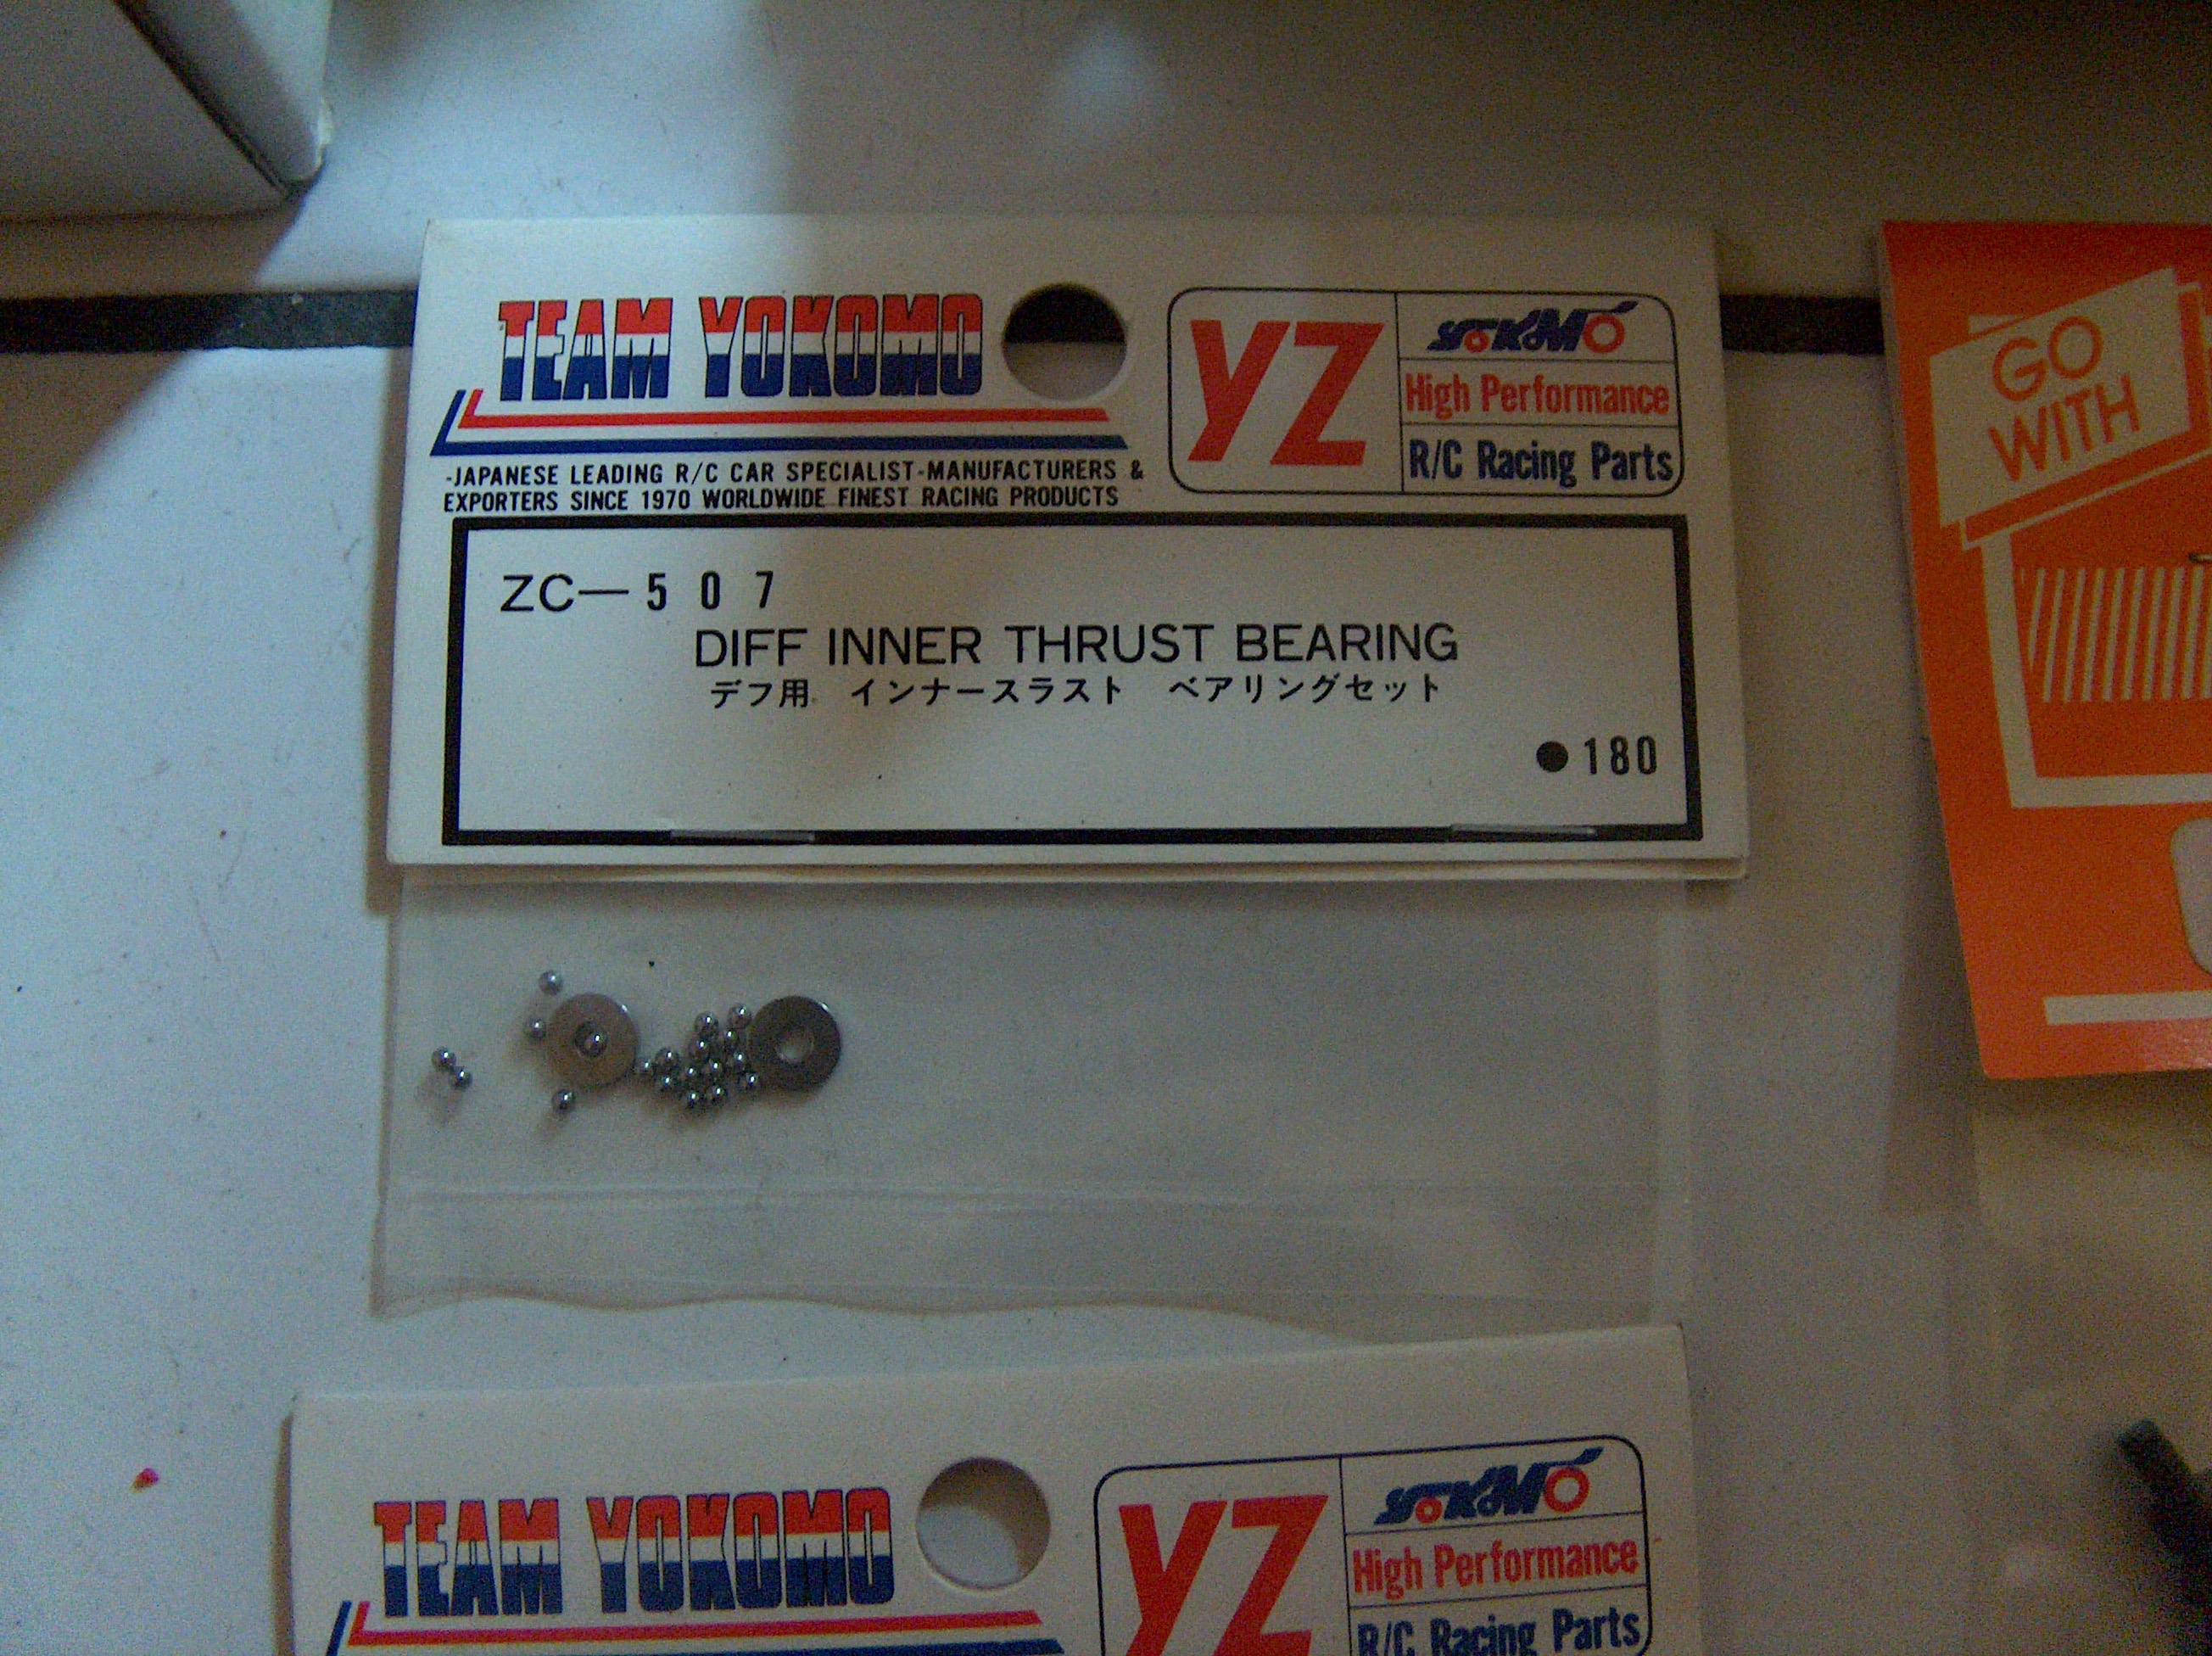 TEAM YOKOMO
-JAPANESE LEADING R/C CAR SPECIALIST-MANUFACTURERS &
EXPORTERS SINCE 1970 WORLDWIDE FINEST RACING PRODUCTS
YZ
YOKOMO
High Performance
R/C Racing Parts
ZC—507
DIFF INNER THRUST BEARING
デフ用 インナースラスト ベアリングセット
●180
GO
WITH
TEAM YOKOMO
YZ
YOKOMO
High Performance
R/C Racing Parts